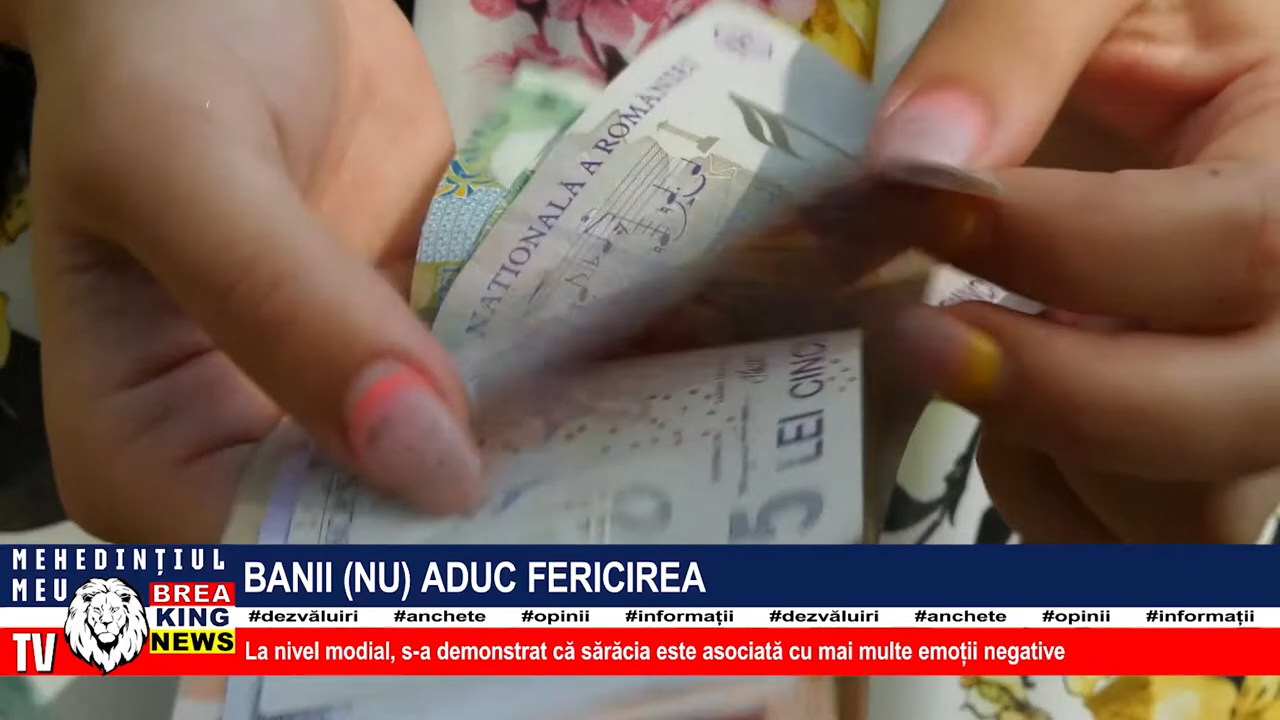 NATIONALA A ROMANIEI
5 LEI CINCI
MEHEDINȚIUL
MEU
TV
BREA
KING
NEWS
BANII (NU) ADUC FERICIREA
#dezvăluiri #anchete #opinii #informații #dezvăluiri #anchete #opinii #informații
La nivel modial, s-a demonstrat că sărăcia este asociată cu mai multe emoții negative